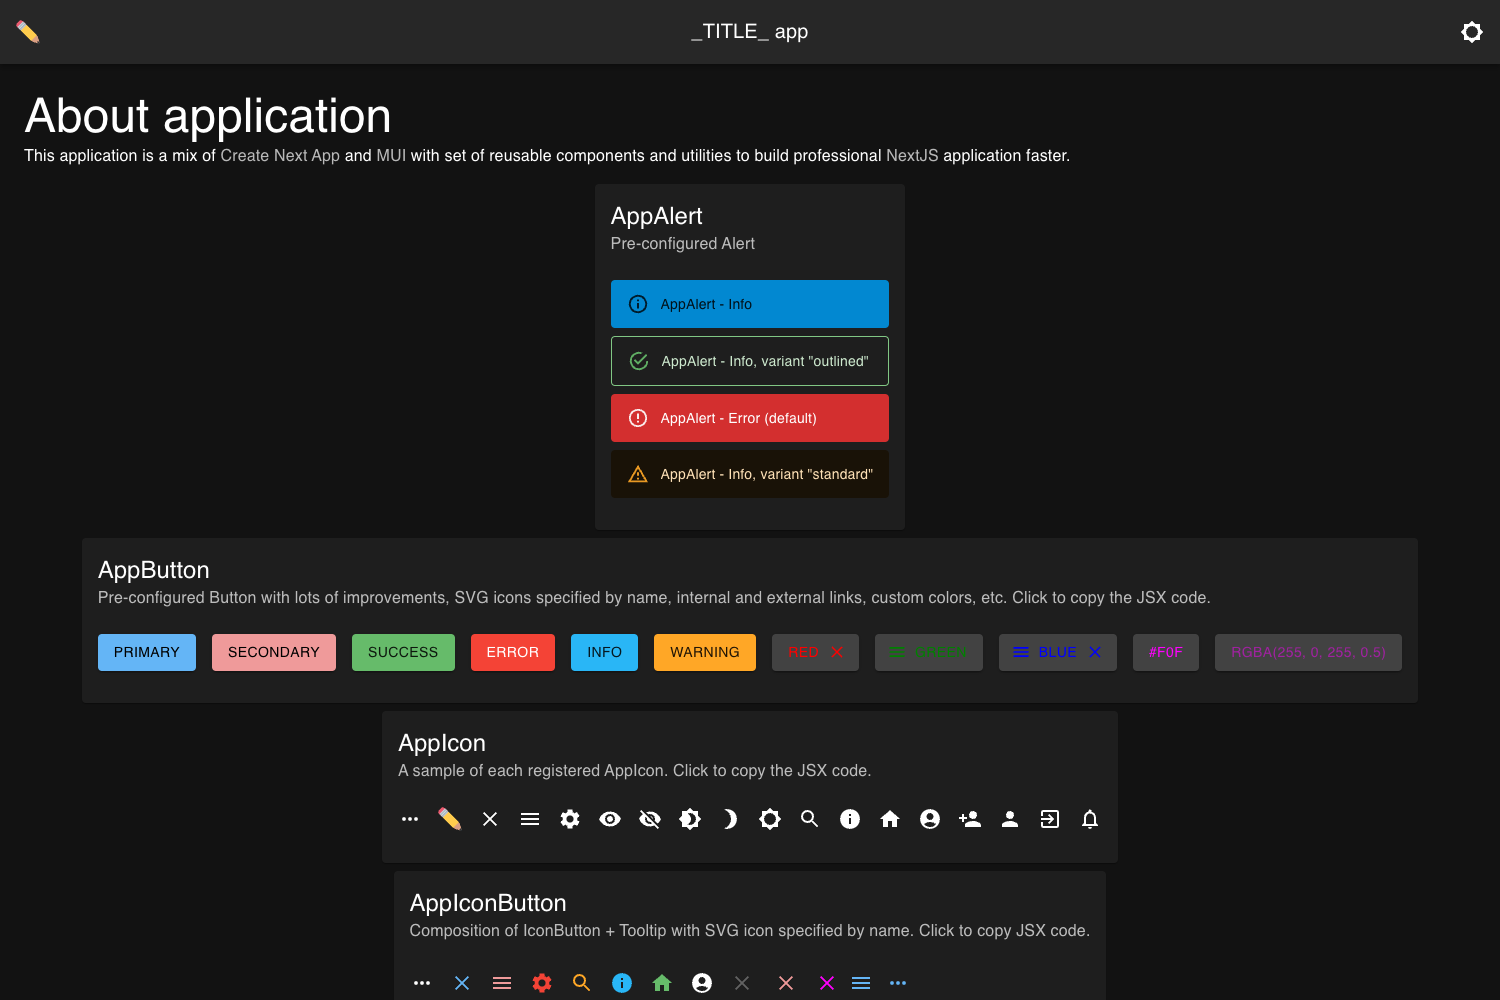 _TITLE_ app
About application
This application is a mix of Create Next App and MUI with set of reusable components and utilities to build professional NextJS application faster.
AppAlert
Pre-configured Alert
AppAlert - Info
AppAlert - Info, variant "outlined"
AppAlert - Error (default)
AppAlert - Info, variant "standard"
AppButton
Pre-configured Button with lots of improvements, SVG icons specified by name, internal and external links, custom colors, etc. Click to copy the JSX code.
PRIMARY SECONDARY SUCCESS ERROR INFO WARNING RED GREEN BLUE #F0F RGBA(255, 0, 255, 0.5)
AppIcon
A sample of each registered AppIcon. Click to copy the JSX code.
AppIconButton
Composition of IconButton + Tooltip with SVG icon specified by name. Click to copy JSX code.